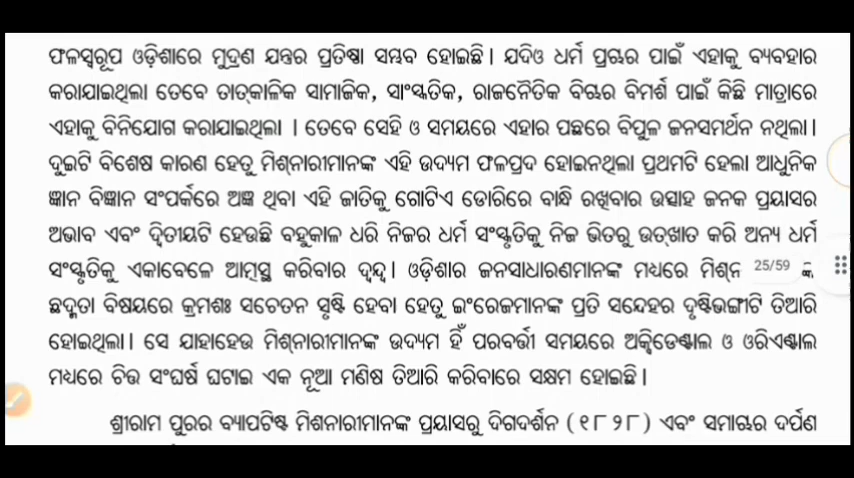 ଫଳସ୍ୱରୂପ ଓଡ଼ିଶାରେ ମୁଦ୍ରଣ ଯନ୍ତ୍ରର ପ୍ରତିଷ୍ଠା ସମ୍ଭବ ହୋଇଛି। ଯଦିଓ ଧର୍ମ ପ୍ରଚାର ପାଇଁ ଏହାକୁ ବ୍ୟବହାର
କରାଯାଇଥିଲା ତେବେ ତାତ୍କାଳିକ ସାମାଜିକ, ସାଂସ୍କୃତିକ, ରାଜନୈତିକ ବିଚାର ବିମର୍ଶ ପାଇଁ କିଛି ମାତ୍ରାରେ
ଏହାକୁ ବିନିଯୋଗ କରାଯାଇଥିଲା । ତେବେ ସେହି ଓ ସମୟରେ ଏହାର ପଛରେ ବିପୁଳ ଜନସମର୍ଥନ ନଥିଲା।
ଦୁଇଟି ବିଶେଷ କାରଣ ହେତୁ ମିଶ୍‌ନାରୀମାନଙ୍କ ଏହି ଉଦ୍ୟମ ଫଳପ୍ରଦ ହୋଇନଥିଲା ପ୍ରଥମଟି ହେଲା ଆଧୁନିକ
ଜ୍ଞାନ ବିଜ୍ଞାନ ସଂପର୍କରେ ଅଜ୍ଞ ଥିବା ଏହି ଜାତିକୁ ଗୋଟିଏ ଡୋରିରେ ବାନ୍ଧି ରଖିବାର ଉତ୍ସାହ ଜନକ ପ୍ରୟାସର
ଅଭାବ ଏବଂ ଦ୍ୱିତୀୟଟି ହେଉଛି ବହୁକାଳ ଧରି ନିଜର ଧର୍ମ ସଂସ୍କୃତିକୁ ନିଜ ଭିତରୁ ଉତ୍‌ଖାତ କରି ଅନ୍ୟ ଧର୍ମ
ସଂସ୍କୃତିକୁ ଏକାବେଳେ ଆତ୍ମସ୍ଥ କରିବାର ଦ୍ୱନ୍ଦ୍ୱ। ଓଡ଼ିଶାର ଜନସାଧାରଣମାନଙ୍କ ମଧ୍ୟରେ ମିଶ୍‌ନ 25/59
ଛଦ୍ମତା ବିଷୟରେ କ୍ରମଶଃ ସଚେତନ ସୃଷ୍ଟି ହେବା ହେତୁ ଇଂରେଜମାନଙ୍କ ପ୍ରତି ସନ୍ଦେହର ଦୃଷ୍ଟିଭଙ୍ଗୀଟି ତିଆରି
ହୋଇଥିଲା। ସେ ଯାହାହେଉ ମିଶ୍‌ନାରୀମାନଙ୍କ ଉଦ୍ୟମ ହିଁ ପରବର୍ତ୍ତୀ ସମୟରେ ଅକ୍ସିଡେଣ୍ଟାଲ ଓ ଓରିଏଣ୍ଟାଲ
ମଧ୍ୟରେ ଚିତ୍ତ ସଂଘର୍ଷ ଘଟାଇ ଏକ ନୂଆ ମଣିଷ ତିଆରି କରିବାରେ ସକ୍ଷମ ହୋଇଛି।
ଶ୍ରୀରାମ ପୁରର ବ୍ୟାପଟିଷ୍ଟ ମିଶନାରୀମାନଙ୍କ ପ୍ରୟାସରୁ ଦିଗଦର୍ଶନ (୧୮୨୮) ଏବଂ ସମାଚାର ଦର୍ପଣ